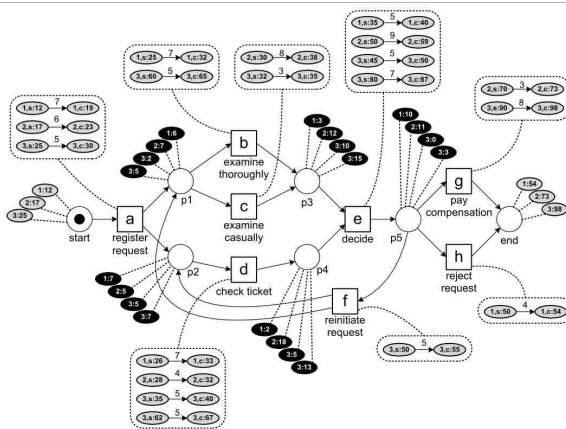 1,s:35 5 1,c:40
2,s:50 9 2,c:59
3,s:45 5 3,c:50
3,s:80 7 3,c:87
1,s:25 7 1,c:32
3,s:60 5 3,c:65
2,s:30 8 2,c:38
3,s:32 3 3,c:35
2,s:70 3 2,c:73
3,s:90 8 3,c:98
1,s:12 7 1,c:19
2,s:17 6 2,c:23
3,s:25 5 3,c:30
1:6
2:7
3:2
3:5
1:3
2:12
3:10
3:15
1:10
2:11
3:0
3:3
b
examine
thoroughly
g
pay
compensation
1:12
2:17
3:25
start
a
register
request
p1
c
examine
casually
p3
e
decide
p5
1:54
2:73
3:98
end
p2
d
check ticket
p4
h
reject
request
f
reinitiate
request
1:7
2:5
3:5
3:7
1:2
2:18
3:5
3:13
1,s:50 4 1,c:54
3,s:50 5 3,c:55
1,s:26 7 1,c:33
2,s:28 4 2,c:32
3,s:35 5 3,c:40
3,s:62 5 3,c:67